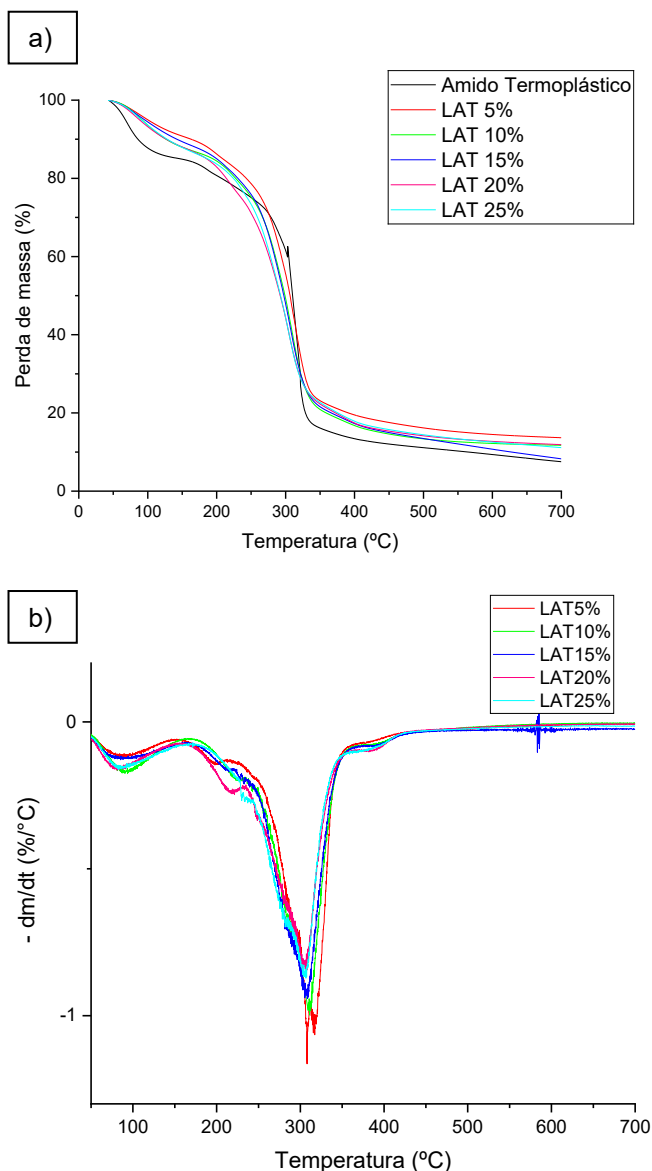 a)
Amido Termoplástico
LAT 5%
LAT 10%
LAT 15%
LAT 20%
LAT 25%
100
80
60
40
20
0
Perda de massa (%)
100 200 300 400 500 600 700
Temperatura (ºC)
b)
LAT5%
LAT10%
LAT15%
LAT20%
LAT25%
0
-1
- dm/dt (%/°C)
100 200 300 400 500 600 700
Temperatura (ºC)